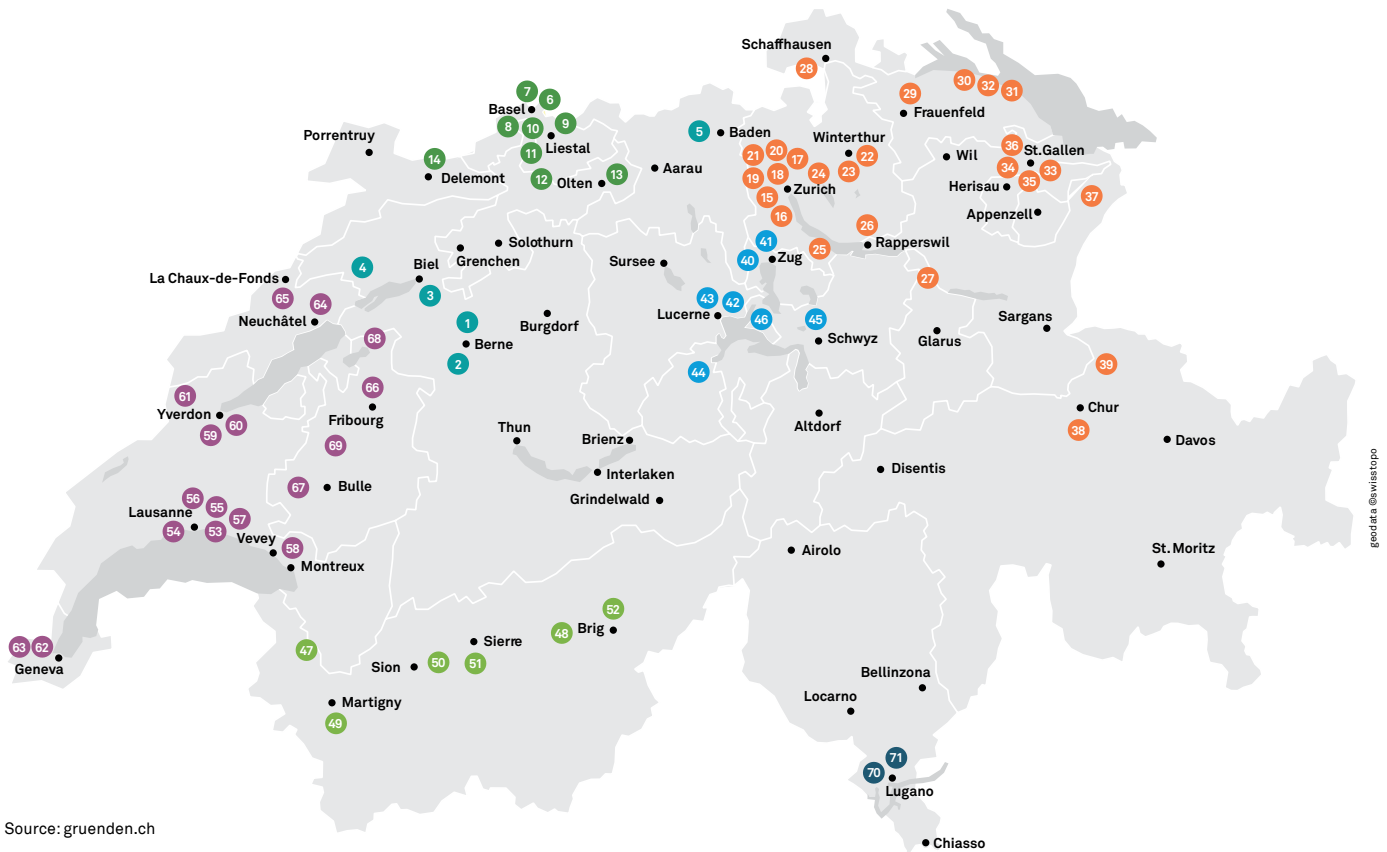 Schaffhausen
28
30
32
31
29
Frauenfeld
7
6
Basel
8
10
9
Liestal
11
5
Baden
Winterthur
Porrentruy
14
Delemont
12
Olten
13
Aarau
21
20
17
22
19
18
24
23
Zurich
15
16
Wil
36
St.Gallen
34
33
35
Herisau
37
Appenzell
26
Rapperswil
25
41
40
Zug
27
Solothurn
Grenchen
Sursee
4
Biel
La Chaux-de-Fonds
65
64
3
Neuchâtel
1
Berne
2
Burgdorf
43
42
Lucerne
46
45
Schwyz
Glarus
Sargans
68
44
39
61
66
Yverdon
60
59
Fribourg
69
Thun
Brienz
Altdorf
Chur
38
Davos
Disentis
Interlaken
Grindelwald
67
Bulle
56
55
Lausanne
57
54
53
Vevey
58
Montreux
Airolo
St. Moritz
geodata ©swisstopo
63
62
Geneva
47
52
48
Brig
Sierre
Sion
50
51
Martigny
49
Bellinzona
Locarno
71
70
Lugano
Chiasso
Source: gruenden.ch